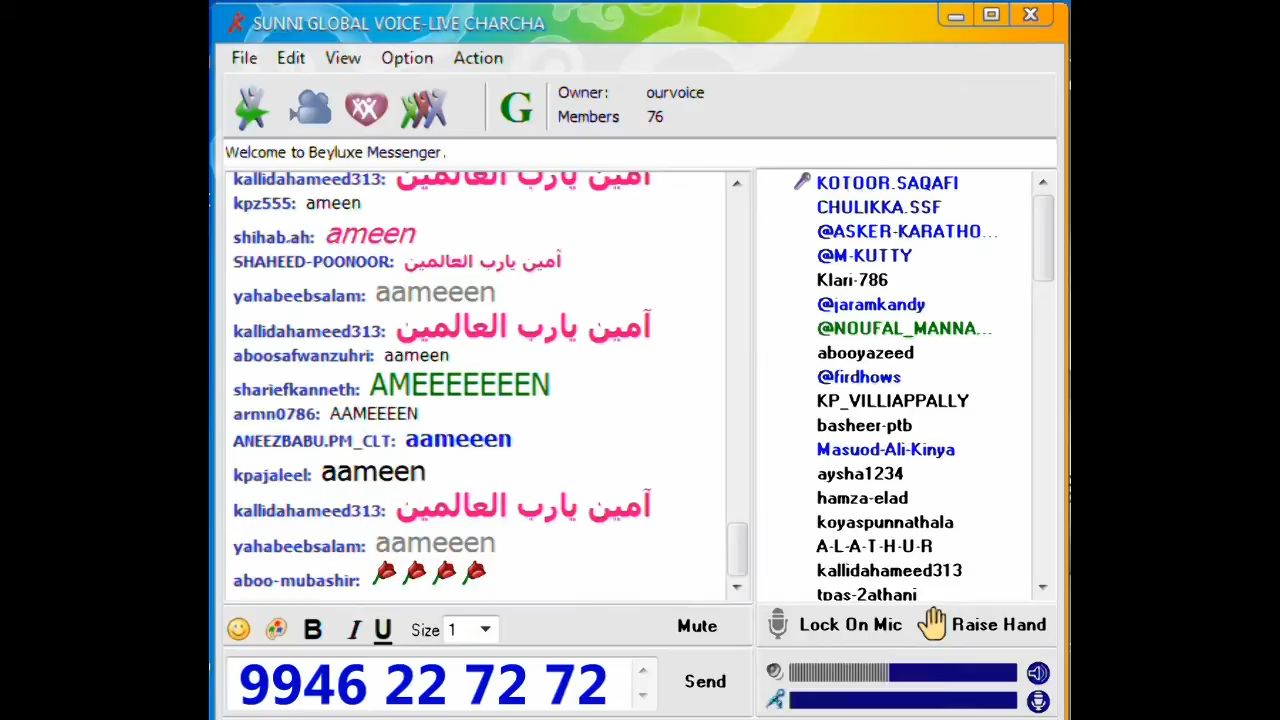 SUNNI GLOBAL VOICE-LIVE CHARCHA
File Edit View Option Action
G
Owner: ourvoice
Members 76
Welcome to Beyluxe Messenger.
kallidahameed313: آمين يارب العالمين
kpz555: ameen
shihab.ah: ameen
SHAHEED-POONOOR: آمين يارب العالمين
yahabeebsalam: aameeen
kallidahameed313: آمين يارب العالمين
aboosafwanzuhri: aameen
shariefkanneth: AMEEEEEEEN
armn0786: AAMEEEEN
ANEEZBABU.PM_CLT: aameeen
kpajaleel: aameen
kallidahameed313: آمين يارب العالمين
yahabeebsalam: aameeen
aboo-mubashir:
KOTOOR.SAQAFI
CHULIKKA.SSF
@ASKER-KARATHO...
@M-KUTTY
Klari-786
@jaramkandy
@NOUFAL_MANNA...
abooyazeed
@firdhows
KP_VILLIAPPALLY
basheer-ptb
Masuod-Ali-Kinya
aysha1234
hamza-elad
koyaspunnathala
A-L-A-T-H-U-R
kallidahameed313
tpas-2athani
B I U Size 1 Mute
Lock On Mic Raise Hand
9946 22 72 72
Send